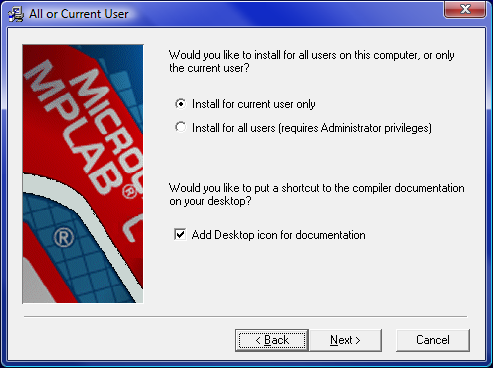 All or Current User
Would you like to install for all users on this computer, or only
the current user?
Install for current user only
Install for all users (requires Administrator privileges)
MPLAB®
C
®
Would you like to put a shortcut to the compiler documentation
on your desktop?
Add Desktop icon for documentation
< Back
Next >
Cancel